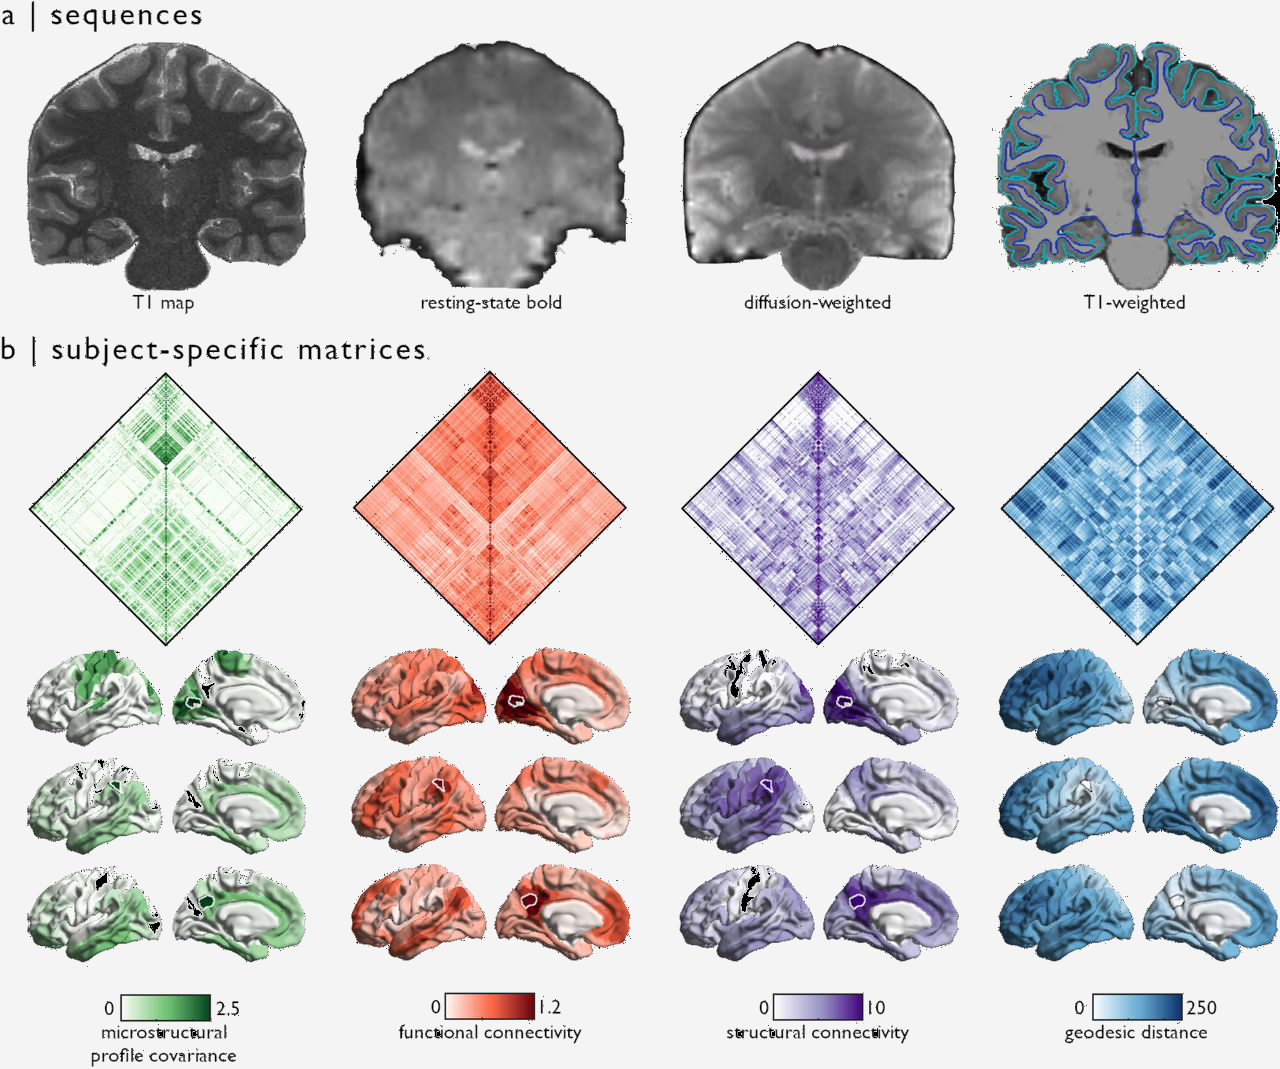 a | sequences
T1 map
resting-state bold
diffusion-weighted
T1-weighted
b | subject-specific matrices
0 2.5
microstructural
profile covariance
0 1.2
functional connectivity
0 10
structural connectivity
0 250
geodesic distance